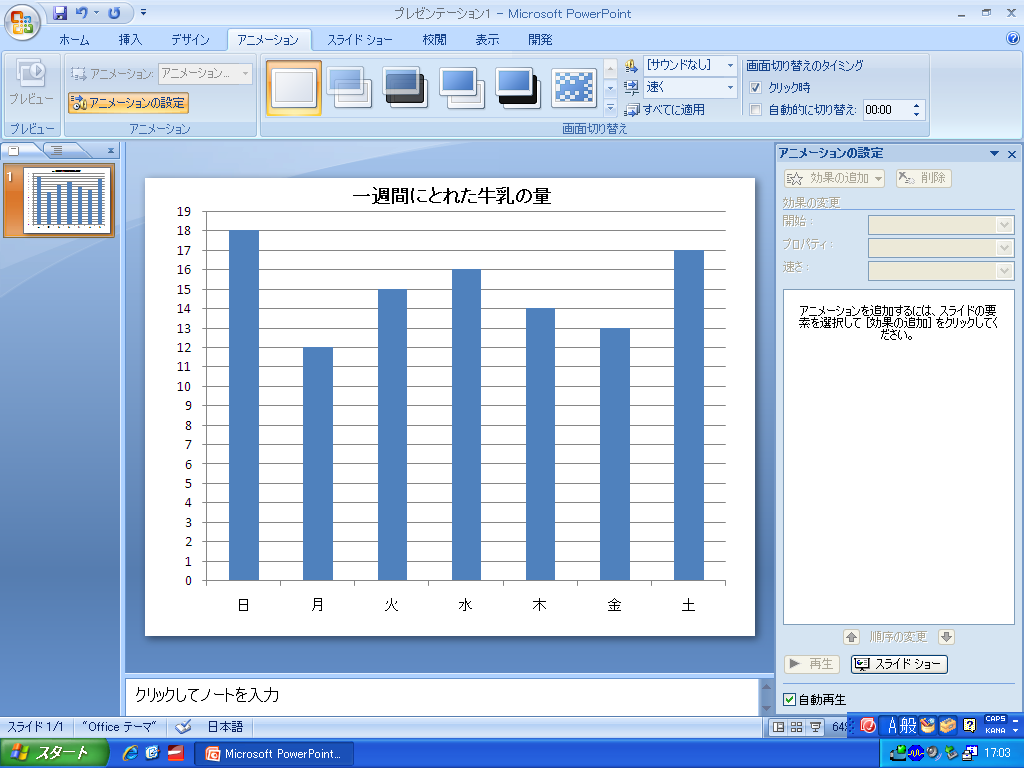 プレゼンテーション1 - Microsoft PowerPoint
ホーム 挿入 デザイン アニメーション スライド ショー 校閲 表示 開発
プレビュー
プレビュー
アニメーション: アニメーション...
アニメーションの設定
アニメーション
[サウンドなし]
速く
すべてに適用
画面切り替えのタイミング
クリック時
自動的に切り替え: 00:00
画面切り替え
1
一週間にとれた牛乳の量
19
18
17
16
15
14
13
12
11
10
9
8
7
6
5
4
3
2
1
0
日 月 火 水 木 金 土
クリックしてノートを入力
アニメーションの設定
効果の追加 削除
効果の変更
開始:
プロパティ:
速さ:
アニメーションを追加するには、スライドの要
素を選択して [効果の追加] をクリックしてく
ださい。
順序の変更
再生 スライド ショー
自動再生
スライド 1/1 "Office テーマ" 日本語
A 般 CAPS
KANA
スタート Microsoft PowerPoint... 17:03